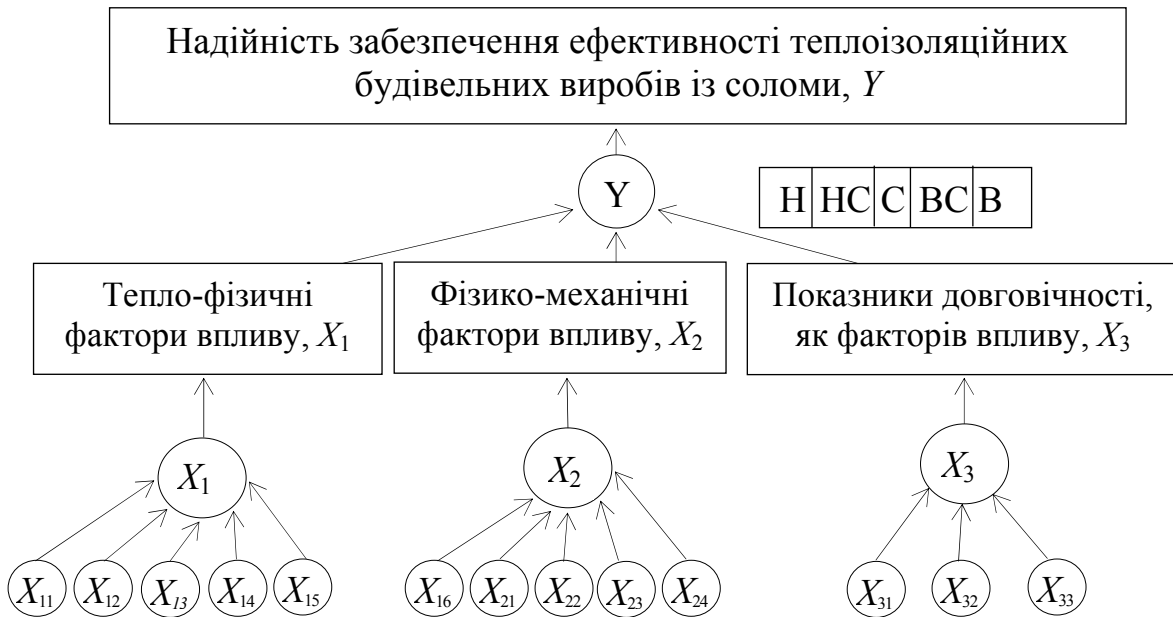 Надійність забезпечення ефективності теплоізоляційних
будівельних виробів із соломи, Y
Y
Н НС С ВС В
Тепло-фізичні
фактори впливу, X1
Фізико-механічні
фактори впливу, X2
Показники довговічності,
як факторів впливу, X3
X1
X2
X3
X11 X12 X13 X14 X15
X16 X21 X22 X23 X24
X31 X32 X33